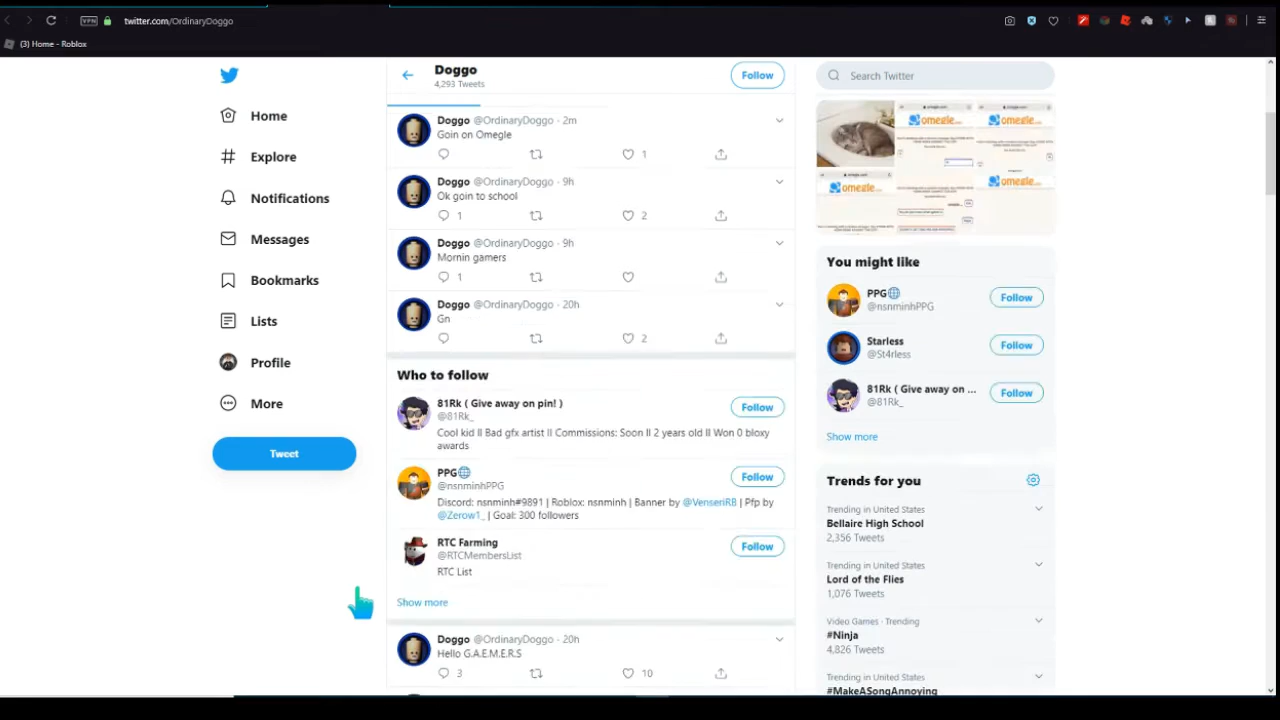 VPN
twitter.com/OrdinaryDoggo
(3) Home - Roblox
Home
Explore
Notifications
Messages
Bookmarks
Lists
Profile
More
Tweet
Doggo
4,293 Tweets
Follow
Doggo @OrdinaryDoggo · 2m
Goin on Omegle
1
Doggo @OrdinaryDoggo · 9h
Ok goin to school
1 2
Doggo @OrdinaryDoggo · 9h
Mornin gamers
1
Doggo @OrdinaryDoggo · 20h
Gn
2
Who to follow
81Rk ( Give away on pin! )
@81Rk_
Follow
Cool kid ll Bad gfx artist ll Commissions: Soon ll 2 years old ll Won 0 bloxy
awards
PPG🌐
@nsnminhPPG
Follow
Discord: nsnminh#9891 | Roblox: nsnminh | Banner by @VenseriRB | Pfp by
@Zerow1_ | Goal: 300 followers
RTC Farming
@RTCMembersList
Follow
RTC List
Show more
Doggo @OrdinaryDoggo · 20h
Hello G.A.E.M.E.R.S
3 10
Search Twitter
omegle
omegle
omegle
omegle
omegle
You might like
PPG🌐
@nsnminhPPG
Follow
Starless
@St4rless
Follow
81Rk ( Give away on ...
@81Rk_
Follow
Show more
Trends for you
Trending in United States
Bellaire High School
2,356 Tweets
Trending in United States
Lord of the Flies
1,076 Tweets
Video Games · Trending
#Ninja
4,826 Tweets
Trending in United States
#MakeASongAnnoying